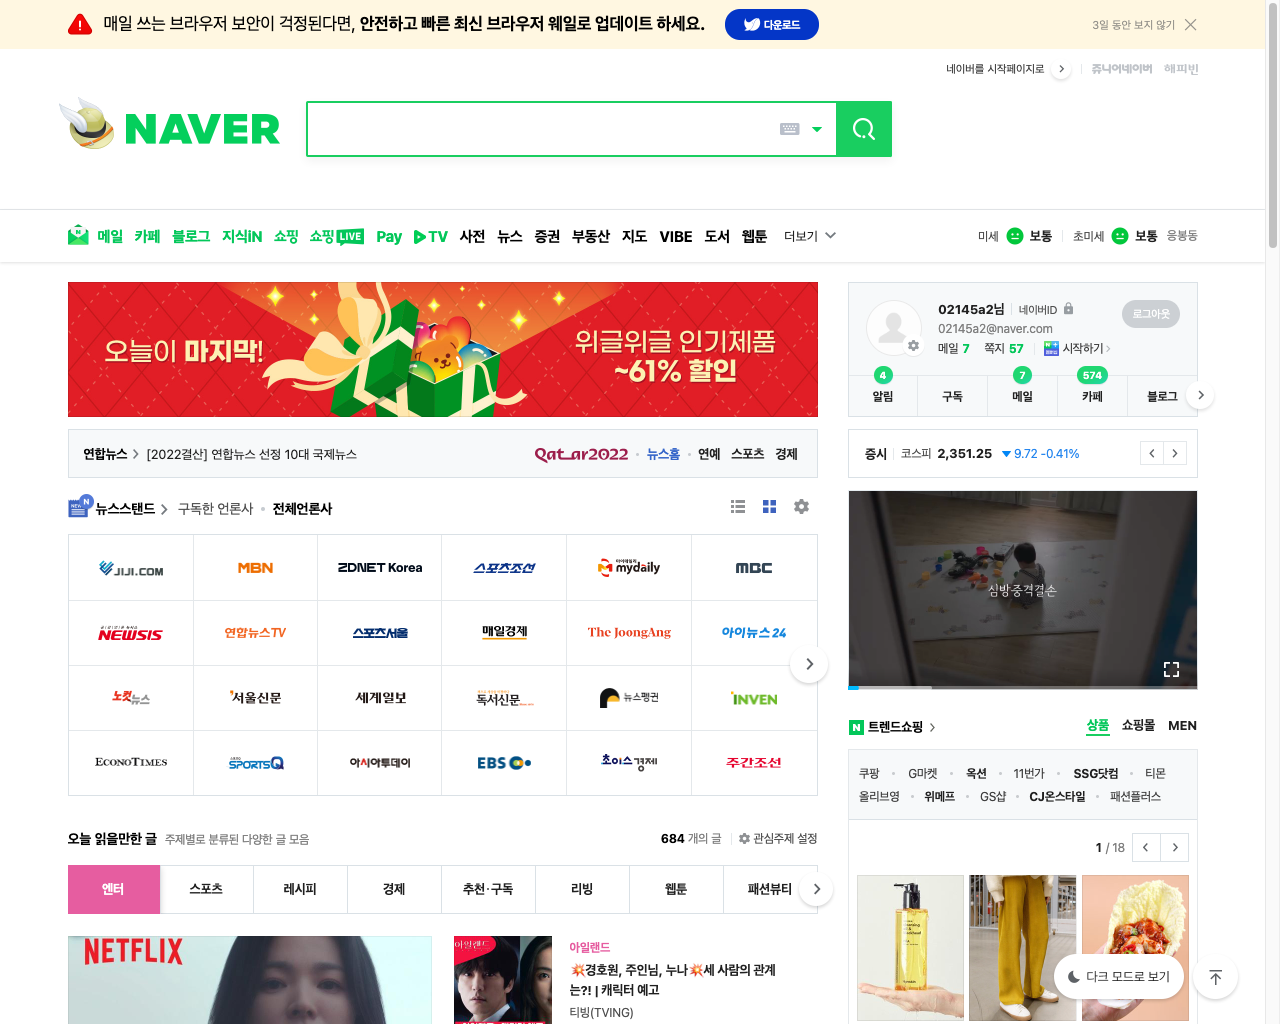 매일 쓰는 브라우저 보안이 걱정된다면, 안전하고 빠른 최신 브라우저 웨일로 업데이트 하세요.
다운로드
3일 동안 보지 않기
네이버를 시작페이지로
쥬니어네이버 해피빈
NAVER
메일 카페 블로그 지식iN 쇼핑 쇼핑LIVE Pay TV 사전 뉴스 증권 부동산 지도 VIBE 도서 웹툰 더보기
미세 보통 초미세 보통 응봉동
오늘이 마지막!
위글위글 인기제품
~61% 할인
02145a2님 네이버ID
로그아웃
02145a2@naver.com
메일 7 쪽지 57 시작하기
4 7 574
알림 구독 메일 카페 블로그
연합뉴스 [2022결산] 연합뉴스 선정 10대 국제뉴스
Qatar2022 뉴스홈 연예 스포츠 경제
증시 코스피 2,351.25 9.72 -0.41%
뉴스스탠드 구독한 언론사 전체언론사
JIJI.COM MBN ZDNET Korea 스포츠조선 마이데일리 mydaily MBC
NEWSIS 연합뉴스TV 스포츠서울 매일경제 The JoongAng 아이뉴스24
노컷뉴스 서울신문 세계일보 독서신문 뉴스펭귄 INVEN
ECONOTIMES SPORTSQ 아시아투데이 EBS 초이스경제 주간조선
심방중격결손
트렌드쇼핑 상품 쇼핑몰 MEN
쿠팡 G마켓 옥션 11번가 SSG닷컴 티몬
올리브영 위메프 GS샵 CJ온스타일 패션플러스
1 / 18
오늘 읽을만한 글 주제별로 분류된 다양한 글 모음
684 개의 글 관심주제 설정
엔터 스포츠 레시피 경제 추천·구독 리빙 웹툰 패션뷰티
NETFLIX
아일랜드
아일랜드
💥경호원, 주인님, 누나💥세 사람의 관계
는?! | 캐릭터 예고
티빙(TVING)
다크 모드로 보기